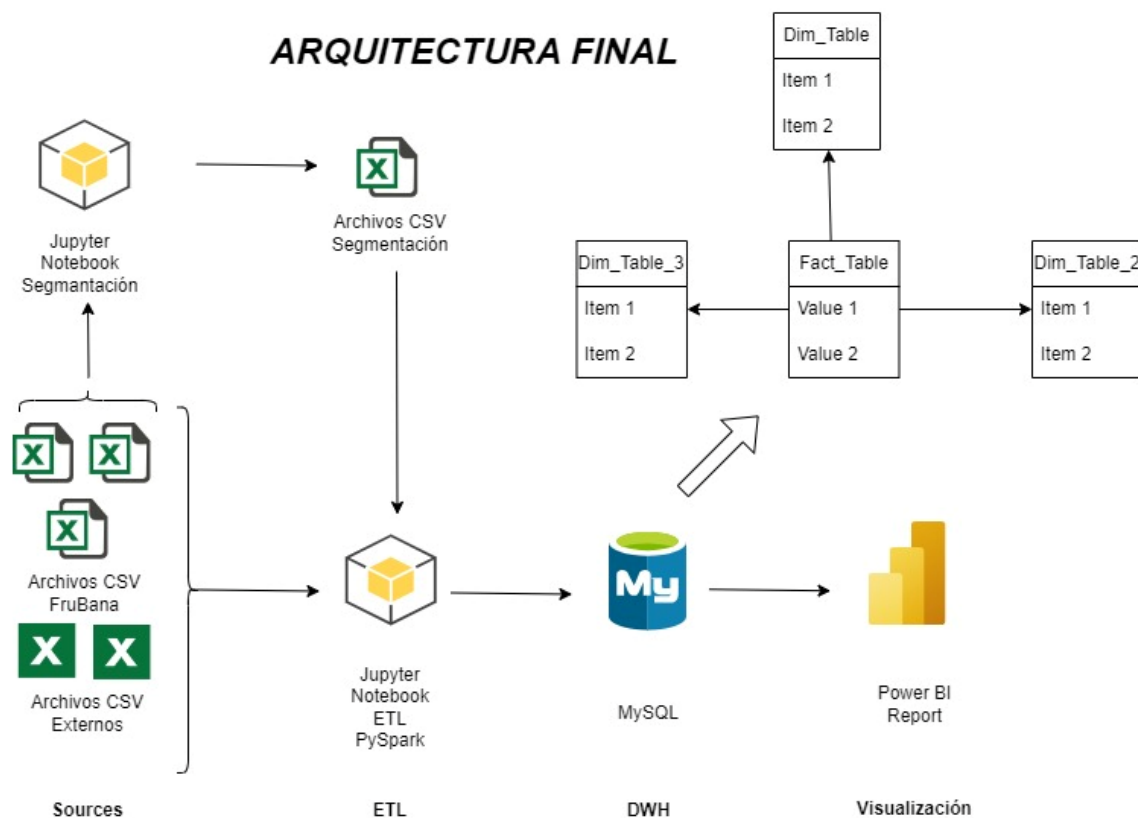 ARQUITECTURA FINAL
Dim_Table
Item 1
Item 2
Jupyter
Notebook
Segmantación
X
Archivos CSV
Segmentación
Dim_Table_3
Item 1
Item 2
Fact_Table
Value 1
Value 2
Dim_Table_2
Item 1
Item 2
X
X
X
Archivos CSV
FruBana
X
X
Archivos CSV
Externos
Jupyter
Notebook
ETL
PySpark
My
MySQL
Power BI
Report
Sources
ETL
DWH
Visualización